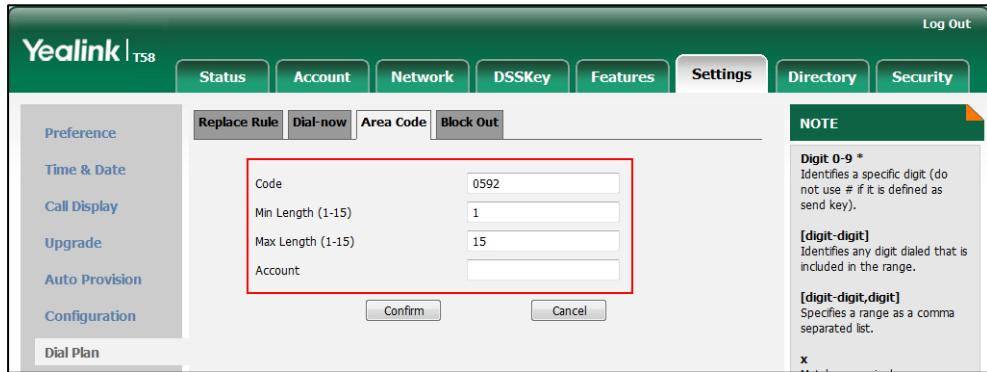 Log Out
Yealink T58
Status Account Network DSSKey Features Settings Directory Security
Preference
Time & Date
Call Display
Upgrade
Auto Provision
Configuration
Dial Plan
Replace Rule Dial-now Area Code Block Out
Code 0592
Min Length (1-15) 1
Max Length (1-15) 15
Account
Confirm Cancel
NOTE
Digit 0-9 *
Identifies a specific digit (do
not use # if it is defined as
send key).
[digit-digit]
Identifies any digit dialed that is
included in the range.
[digit-digit,digit]
Specifies a range as a comma
separated list.
x